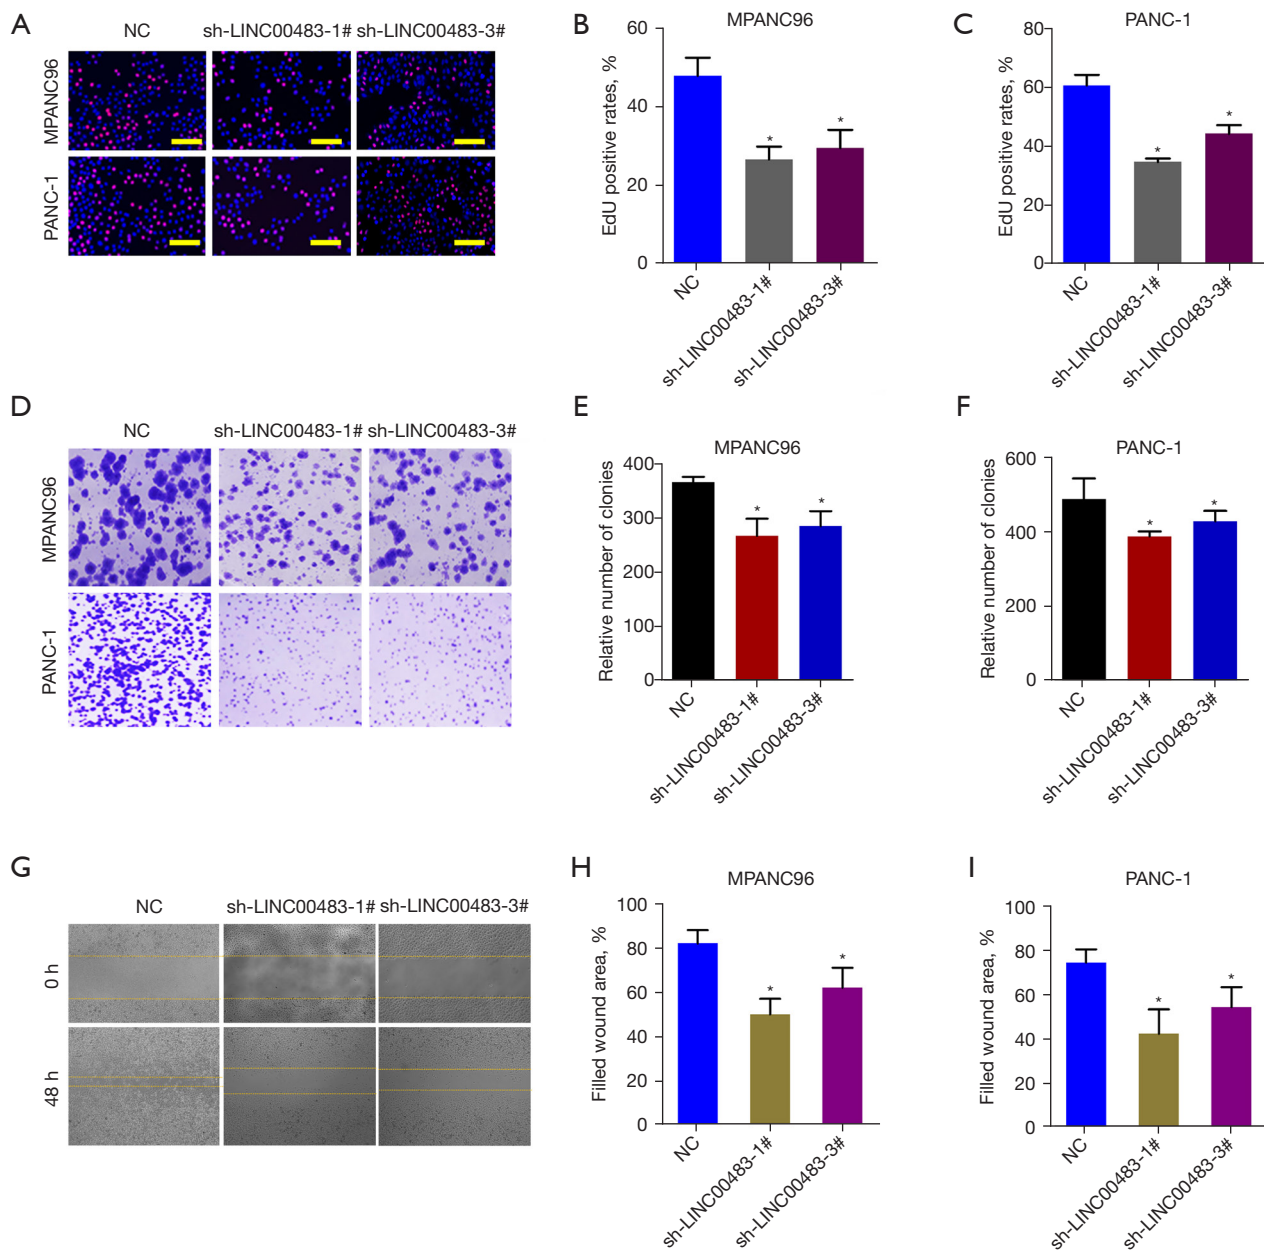 A
NC sh-LINC00483-1# sh-LINC00483-3#
MPANC96
PANC-1
B
MPANC96
EdU positive rates, %
60
40
20
0
NC
sh-LINC00483-1#
sh-LINC00483-3#
*
*
C
PANC-1
EdU positive rates, %
80
60
40
20
0
NC
sh-LINC00483-1#
sh-LINC00483-3#
*
*
D
NC sh-LINC00483-1# sh-LINC00483-3#
MPANC96
PANC-1
E
MPANC96
Relative number of clonies
400
300
200
100
0
NC
sh-LINC00483-1#
sh-LINC00483-3#
*
*
F
PANC-1
Relative number of clonies
600
400
200
0
NC
sh-LINC00483-1#
sh-LINC00483-3#
*
*
G
NC sh-LINC00483-1# sh-LINC00483-3#
0 h
48 h
H
MPANC96
Filled wound area, %
100
80
60
40
20
0
NC
sh-LINC00483-1#
sh-LINC00483-3#
*
*
I
PANC-1
Filled wound area, %
100
80
60
40
20
0
NC
sh-LINC00483-1#
sh-LINC00483-3#
*
*